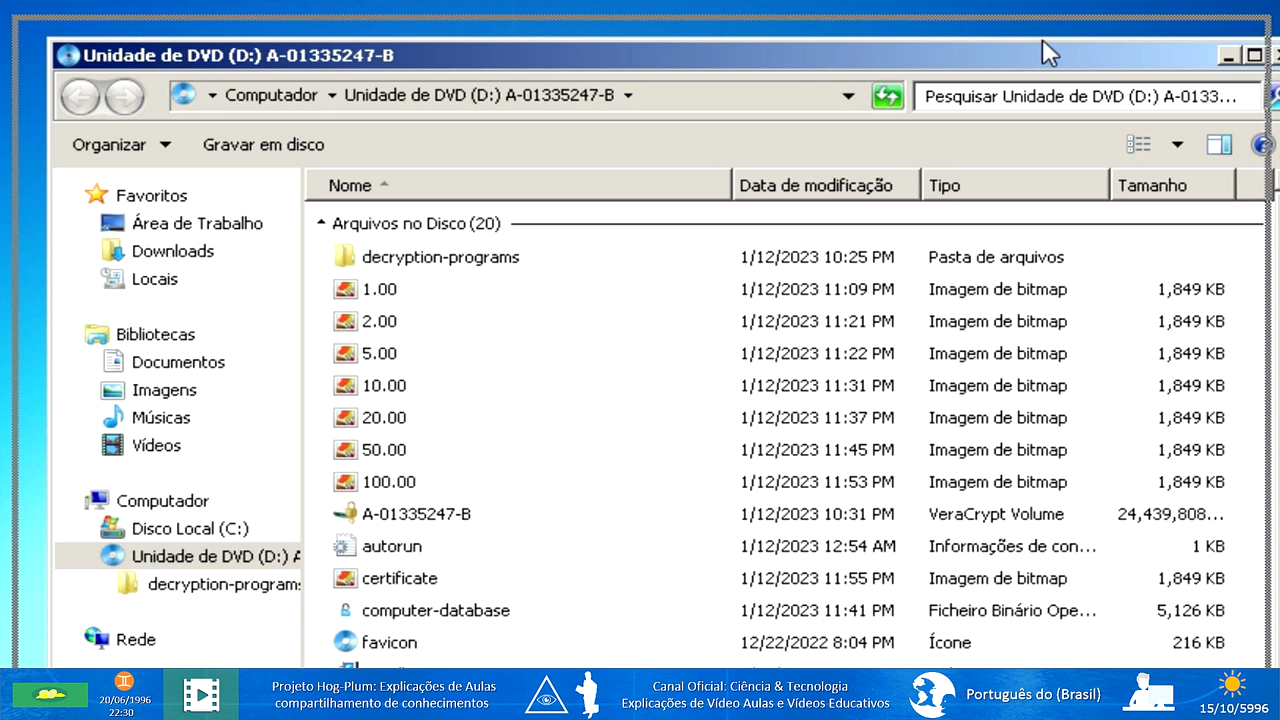 Unidade de DVD (D:) A-01335247-B
Computador Unidade de DVD (D:) A-01335247-B Pesquisar Unidade de DVD (D:) A-0133...
Organizar Gravar em disco
Favoritos
Área de Trabalho
Downloads
Locais
Bibliotecas
Documentos
Imagens
Músicas
Vídeos
Computador
Disco Local (C:)
Unidade de DVD (D:) A
decryption-programs
Rede
Nome Data de modificação Tipo Tamanho
Arquivos no Disco (20)
decryption-programs 1/12/2023 10:25 PM Pasta de arquivos
1.00 1/12/2023 11:09 PM Imagem de bitmap 1,849 KB
2.00 1/12/2023 11:21 PM Imagem de bitmap 1,849 KB
5.00 1/12/2023 11:22 PM Imagem de bitmap 1,849 KB
10.00 1/12/2023 11:31 PM Imagem de bitmap 1,849 KB
20.00 1/12/2023 11:37 PM Imagem de bitmap 1,849 KB
50.00 1/12/2023 11:45 PM Imagem de bitmap 1,849 KB
100.00 1/12/2023 11:53 PM Imagem de bitmap 1,849 KB
A-01335247-B 1/12/2023 10:31 PM VeraCrypt Volume 24,439,808...
autorun 1/12/2023 12:54 AM Informações de con... 1 KB
certificate 1/12/2023 11:55 PM Imagem de bitmap 1,849 KB
computer-database 1/12/2023 11:41 PM Ficheiro Binário Ope... 5,126 KB
favicon 12/22/2022 8:04 PM Ícone 216 KB
20/06/1996
22:30
Projeto Hog-Plum: Explicações de Aulas
compartilhamento de conhecimentos
Canal Oficial: Ciência & Tecnologia
Explicações de Vídeo Aulas e Vídeos Educativos
Português do (Brasil)
15/10/5996